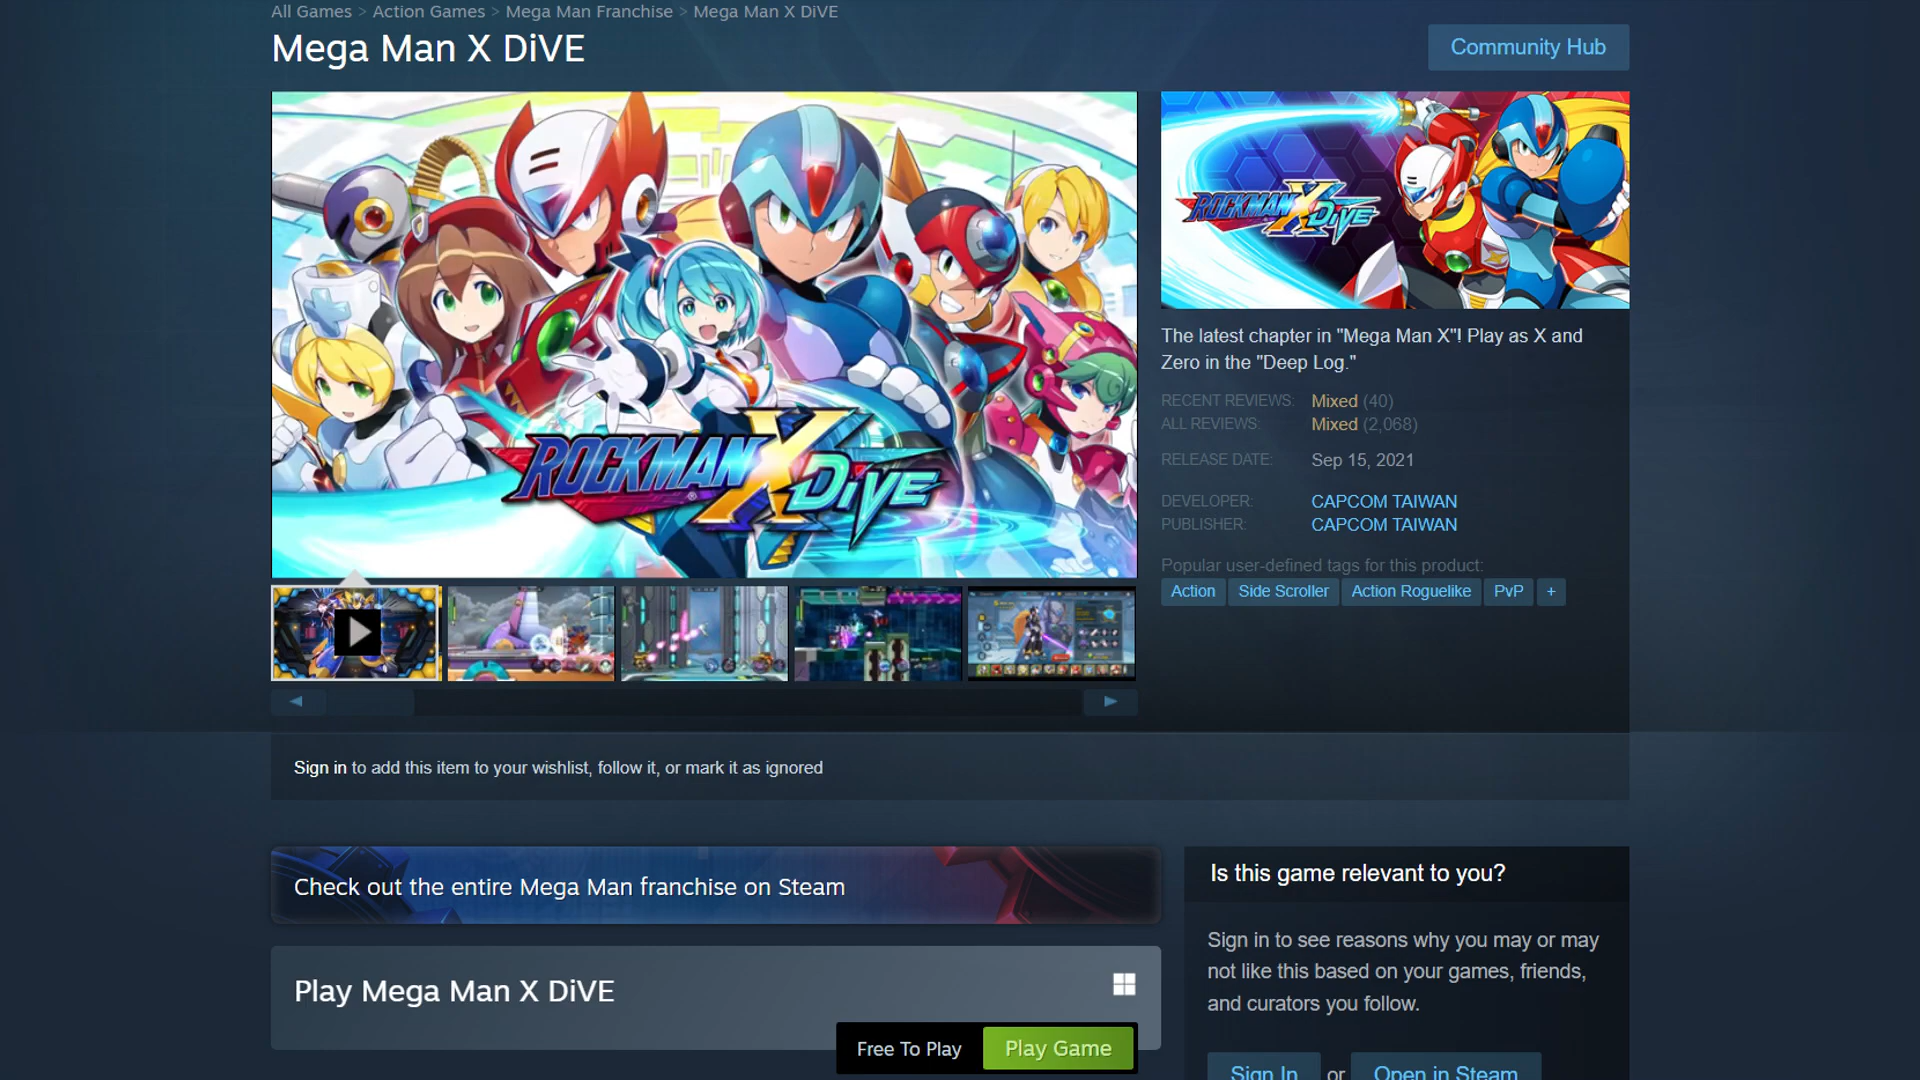 All Games > Action Games > Mega Man Franchise > Mega Man X DiVE
Mega Man X DiVE
Community Hub
ROCKMAN X DiVE
ROCKMAN X DiVE
The latest chapter in "Mega Man X"! Play as X and
Zero in the "Deep Log."
RECENT REVIEWS: Mixed (40)
ALL REVIEWS: Mixed (2,068)
RELEASE DATE: Sep 15, 2021
DEVELOPER: CAPCOM TAIWAN
PUBLISHER: CAPCOM TAIWAN
Popular user-defined tags for this product:
Action Side Scroller Action Roguelike PvP +
Sign in to add this item to your wishlist, follow it, or mark it as ignored
Check out the entire Mega Man franchise on Steam
Play Mega Man X DiVE
Free To Play Play Game
Is this game relevant to you?
Sign in to see reasons why you may or may
not like this based on your games, friends,
and curators you follow.
Sign In or Open in Steam